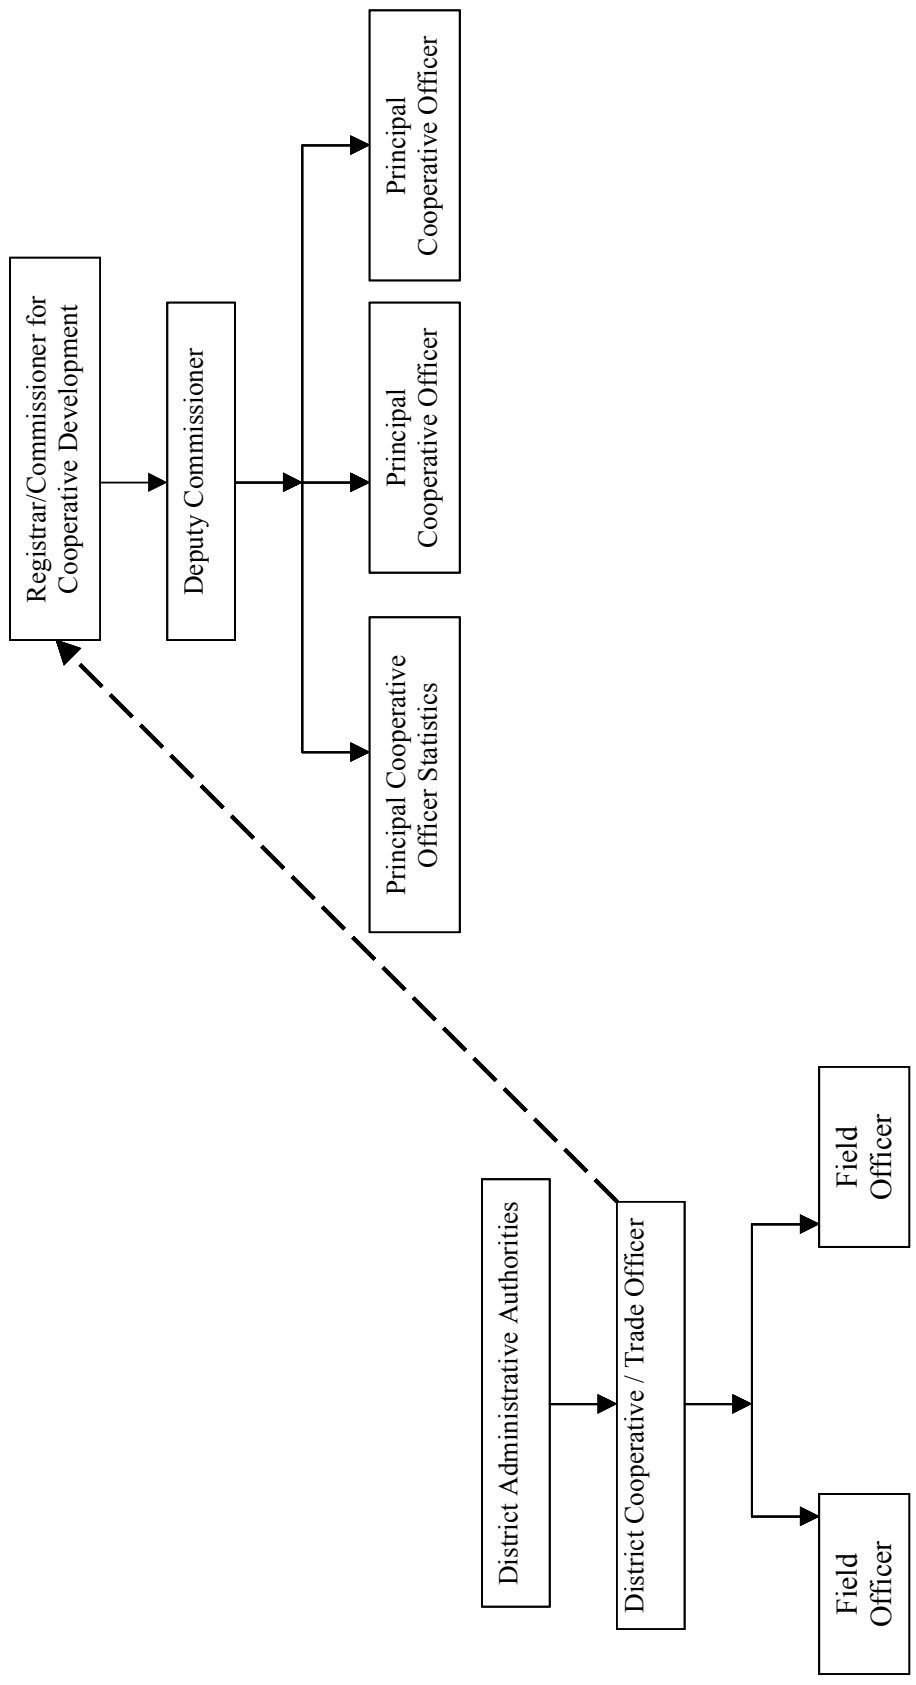 Registrar/Commissioner for
Cooperative Development
Deputy Commissioner
Principal Cooperative
Officer Statistics
Principal
Cooperative Officer
Principal
Cooperative Officer
District Administrative Authorities
District Cooperative / Trade Officer
Field
Officer
Field
Officer